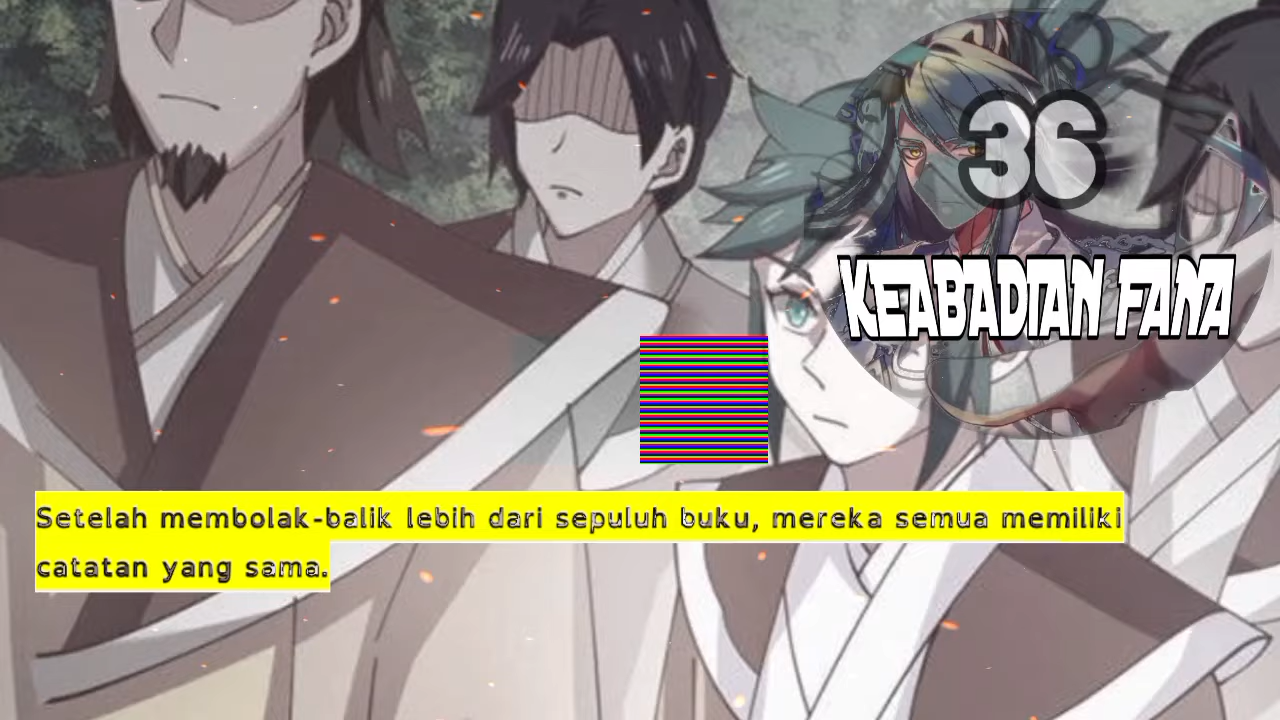 36
KEABADIAN FANA
Setelah membolak-balik lebih dari sepuluh buku, mereka semua memiliki
catatan yang sama.